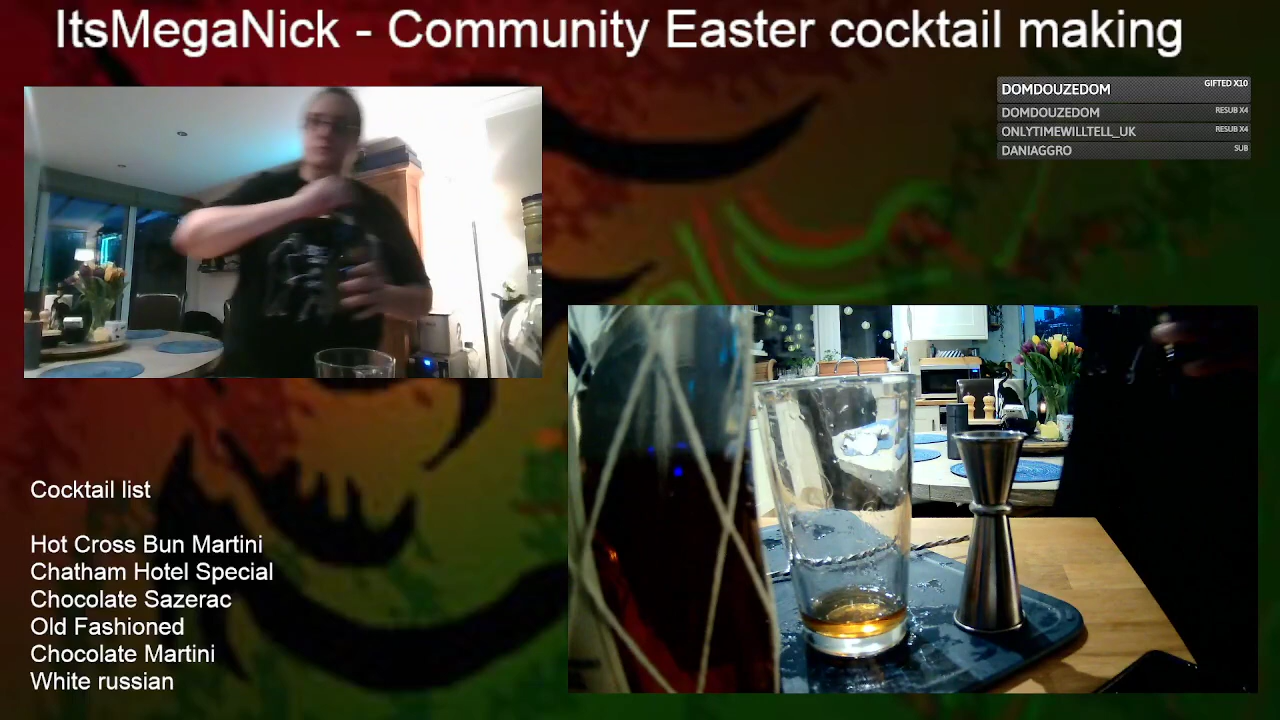 ItsMegaNick - Community Easter cocktail making
DOMDOUZEDOM GIFTED X10
DOMDOUZEDOM RESUB X4
ONLYTIMEWILLTELL_UK RESUB X4
DANIAGGRO SUB
Cocktail list
Hot Cross Bun Martini
Chatham Hotel Special
Chocolate Sazerac
Old Fashioned
Chocolate Martini
White russian